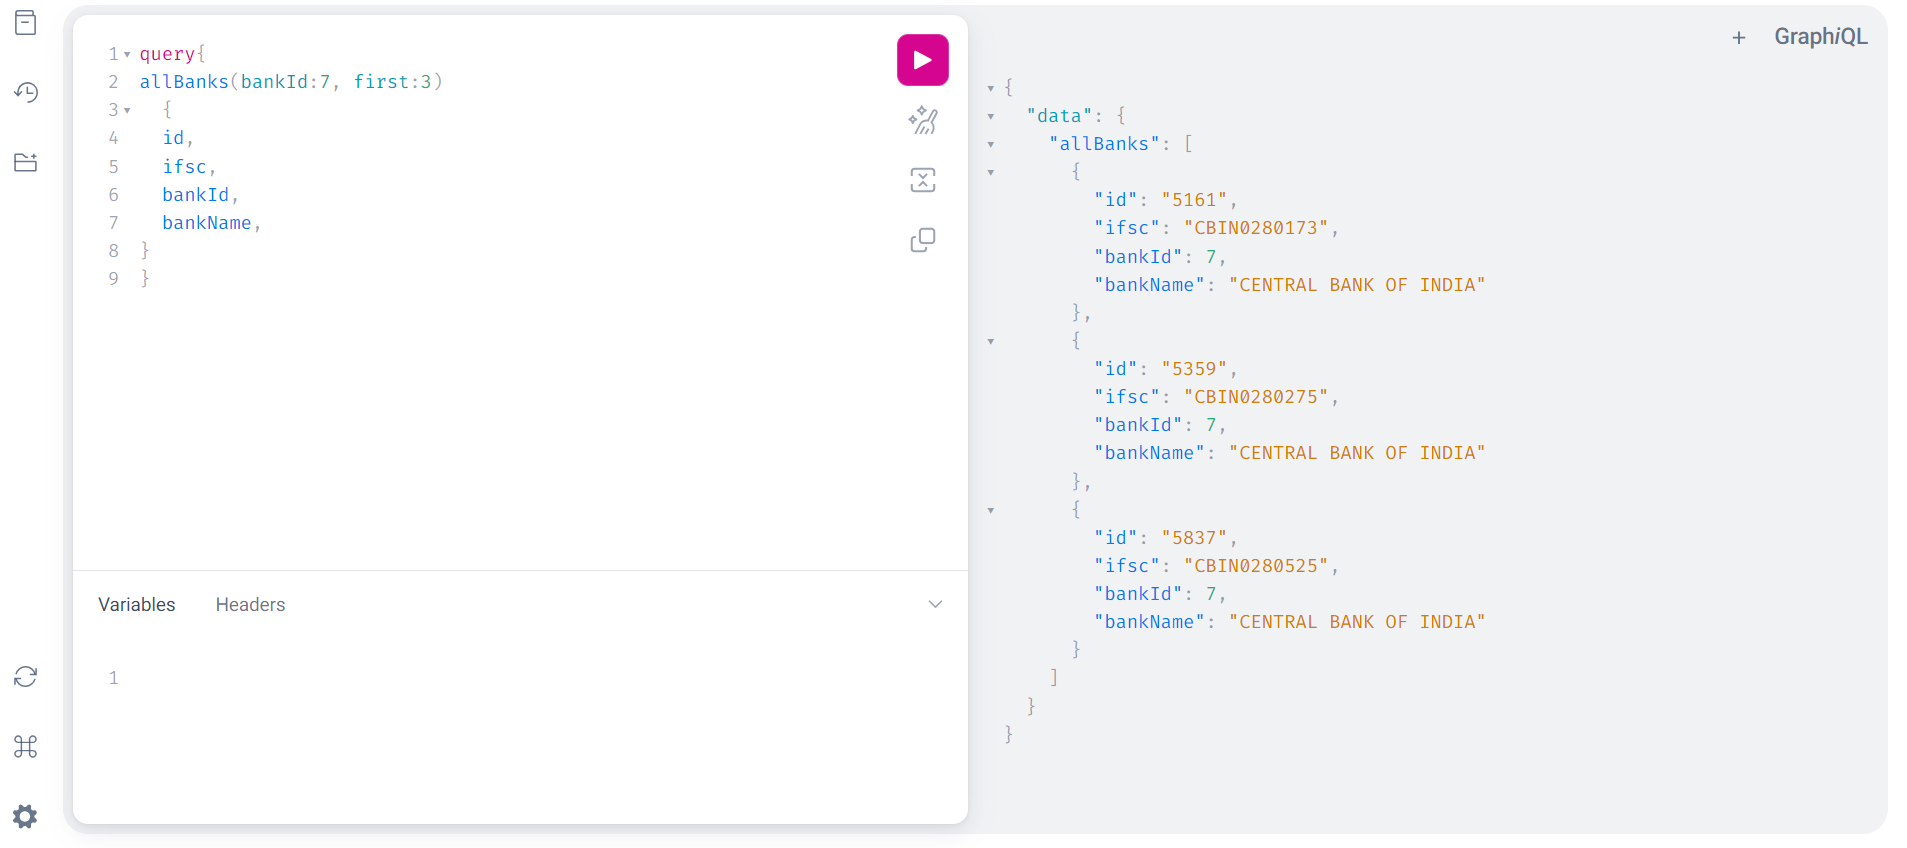 1 query{
2 allBanks(bankId:7, first:3)
3 {
4 id,
5 ifsc,
6 bankId,
7 bankName,
8 }
9 }
Variables Headers
1
+ GraphiQL
{
"data": {
"allBanks": [
{
"id": "5161",
"ifsc": "CBIN0280173",
"bankId": 7,
"bankName": "CENTRAL BANK OF INDIA"
},
{
"id": "5359",
"ifsc": "CBIN0280275",
"bankId": 7,
"bankName": "CENTRAL BANK OF INDIA"
},
{
"id": "5837",
"ifsc": "CBIN0280525",
"bankId": 7,
"bankName": "CENTRAL BANK OF INDIA"
}
]
}
}